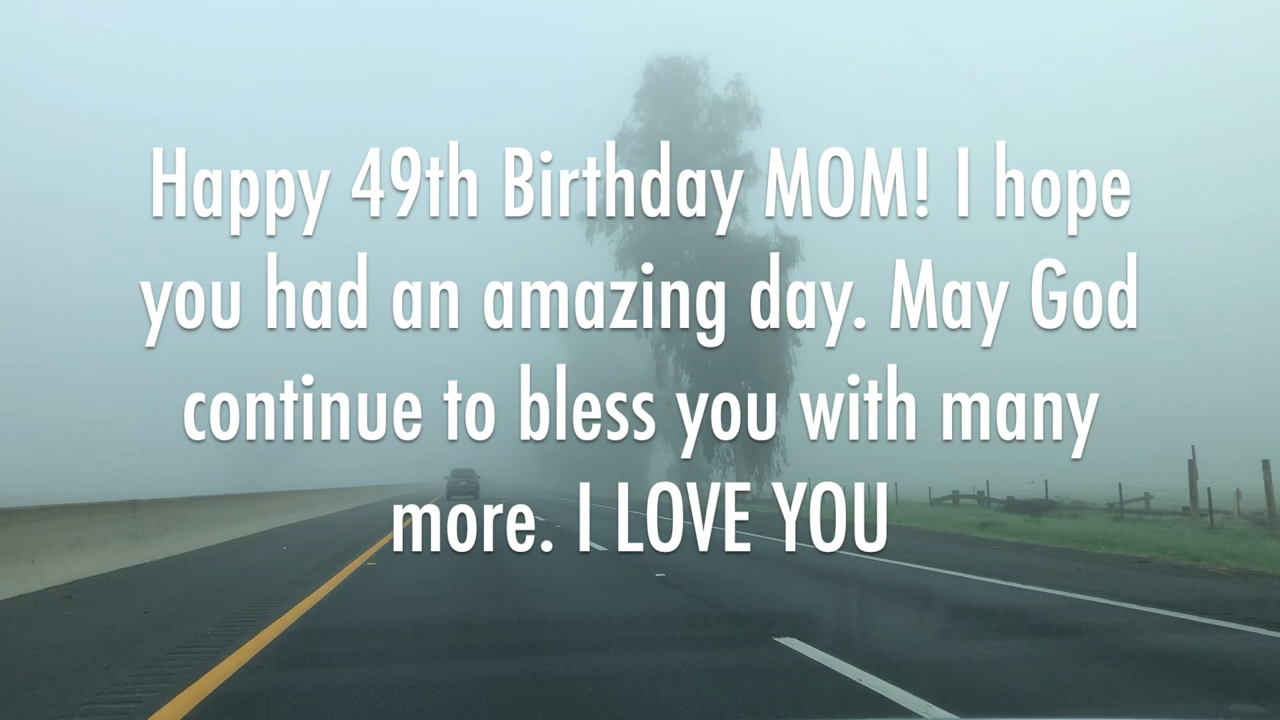 Happy 49th Birthday MOM! I hope
you had an amazing day. May God
continue to bless you with many
more. I LOVE YOU